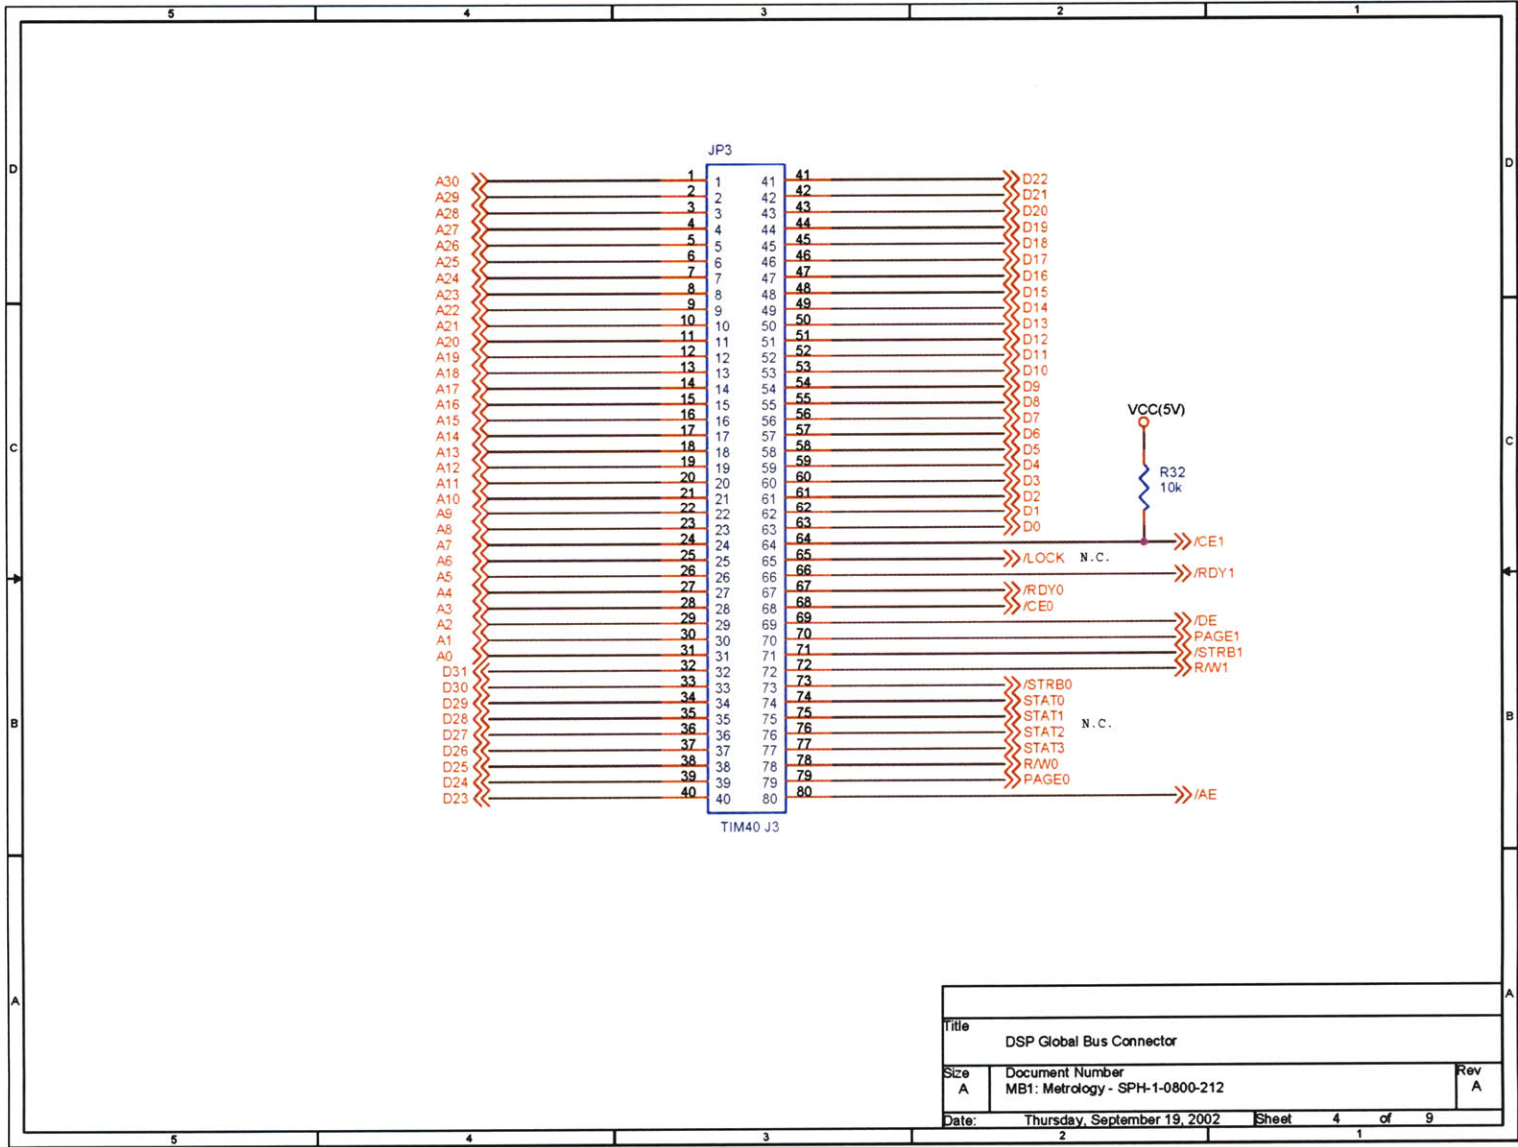 5 4 3 2 1
D D
C C
B B
A A
JP3
A30 1 1 41 41 D22
A29 2 2 42 42 D21
A28 3 3 43 43 D20
A27 4 4 44 44 D19
A26 5 5 45 45 D18
A25 6 6 46 46 D17
A24 7 7 47 47 D16
A23 8 8 48 48 D15
A22 9 9 49 49 D14
A21 10 10 50 50 D13
A20 11 11 51 51 D12
A19 12 12 52 52 D11
A18 13 13 53 53 D10
A17 14 14 54 54 D9
A16 15 15 55 55 D8
A15 16 16 56 56 D7
A14 17 17 57 57 D6
A13 18 18 58 58 D5
A12 19 19 59 59 D4
A11 20 20 60 60 D3
A10 21 21 61 61 D2
A9 22 22 62 62 D1
A8 23 23 63 63 D0
A7 24 24 64 64 /CE1
A6 25 25 65 65 /LOCK N.C.
A5 26 26 66 66 /RDY1
A4 27 27 67 67 /RDY0
A3 28 28 68 68 /CE0
A2 29 29 69 69 /DE
A1 30 30 70 70 PAGE1
A0 31 31 71 71 /STRB1
D31 32 32 72 72 R/W1
D30 33 33 73 73 /STRB0
D29 34 34 74 74 STAT0
D28 35 35 75 75 STAT1 N.C.
D27 36 36 76 76 STAT2
D26 37 37 77 77 STAT3
D25 38 38 78 78 R/W0
D24 39 39 79 79 PAGE0
D23 40 40 80 80 /AE
TIM40 J3
VCC(5V)
R32
10k
Title
DSP Global Bus Connector
Size
A
Document Number
MB1: Metrology - SPH-1-0800-212
Rev
A
Date: Thursday, September 19, 2002 Sheet 4 of 9
5 4 3 2 1